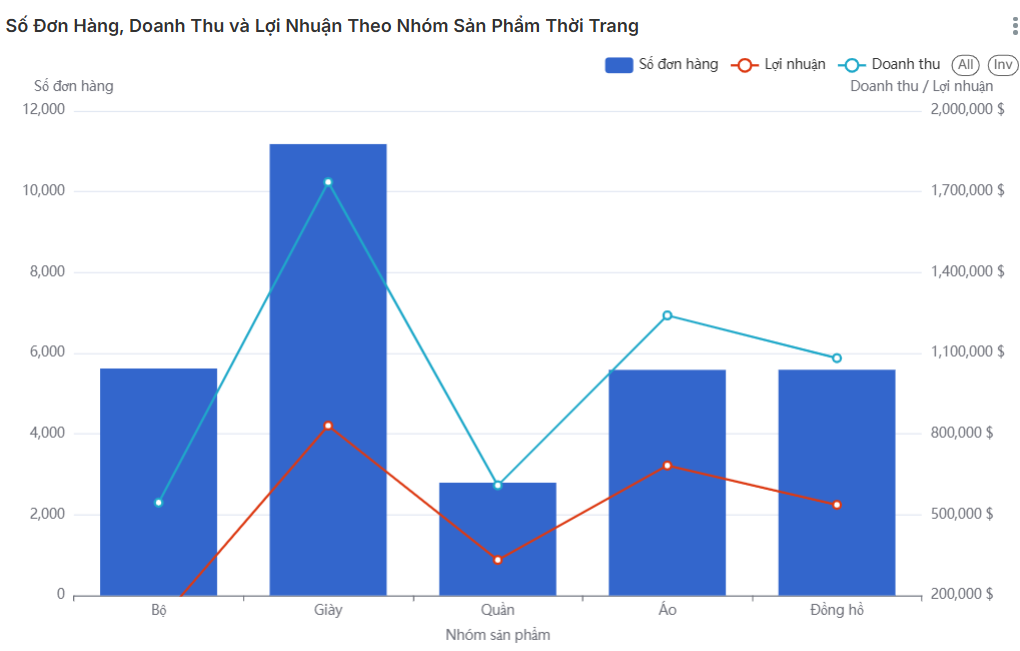 Số Đơn Hàng, Doanh Thu và Lợi Nhuận Theo Nhóm Sản Phẩm Thời Trang
Số đơn hàng Lợi nhuận Doanh thu All Inv
Số đơn hàng Doanh thu / Lợi nhuận
12,000 2,000,000 $
10,000 1,700,000 $
8,000 1,400,000 $
6,000 1,100,000 $
4,000 800,000 $
2,000 500,000 $
0 200,000 $
Bộ Giày Quần Áo Đồng hồ
Nhóm sản phẩm